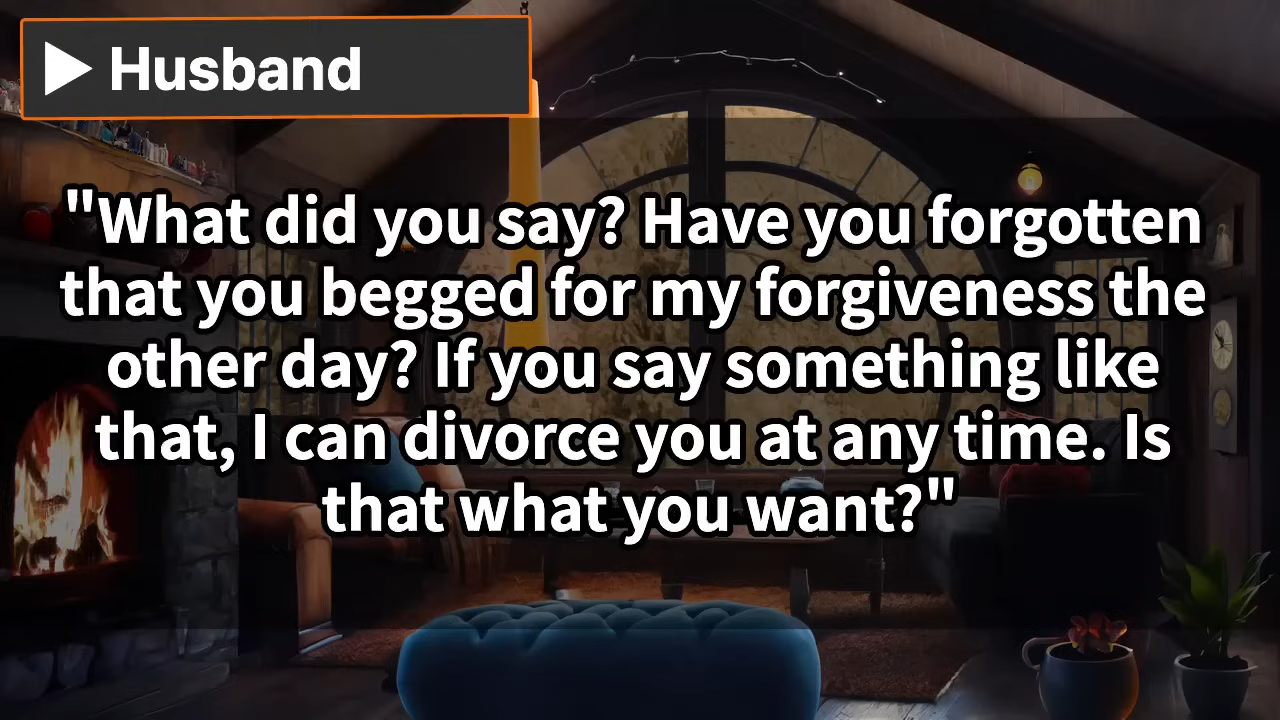 Husband
"What did you say? Have you forgotten
that you begged for my forgiveness the
other day? If you say something like
that, I can divorce you at any time. Is
that what you want?"